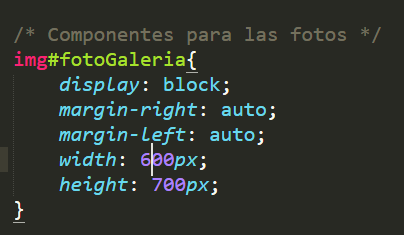 /* Componentes para las fotos */
img#fotoGaleria{
display: block;
margin-right: auto;
margin-left: auto;
width: 600px;
height: 700px;
}